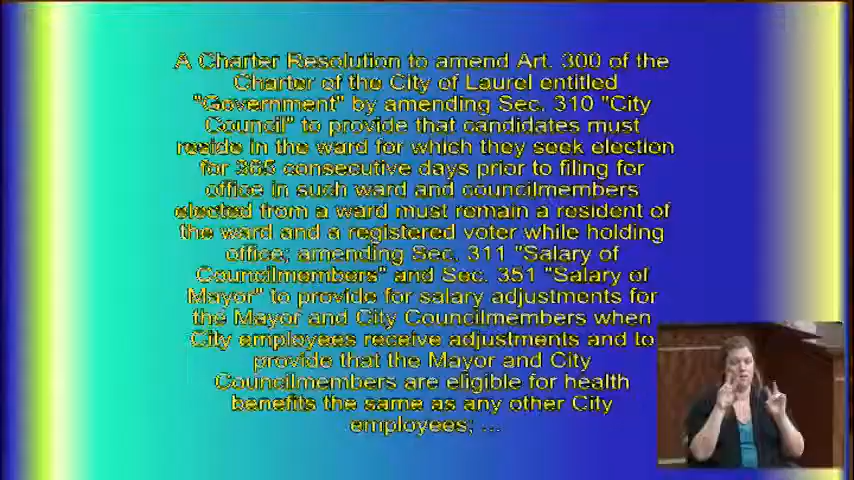 A Charter Resolution to amend Art. 300 of the
Charter of the City of Laurel entitled
"Government" by amending Sec. 310 "City
Council" to provide that candidates must
reside in the ward for which they seek election
for 365 consecutive days prior to filing for
office in such ward and councilmembers
elected from a ward must remain a resident of
the ward and a registered voter while holding
office; amending Sec. 311 "Salary of
Councilmembers" and Sec. 351 "Salary of
Mayor" to provide for salary adjustments for
the Mayor and City Councilmembers when
City employees receive adjustments and to
provide that the Mayor and City
Councilmembers are eligible for health
benefits the same as any other City
employees; ...